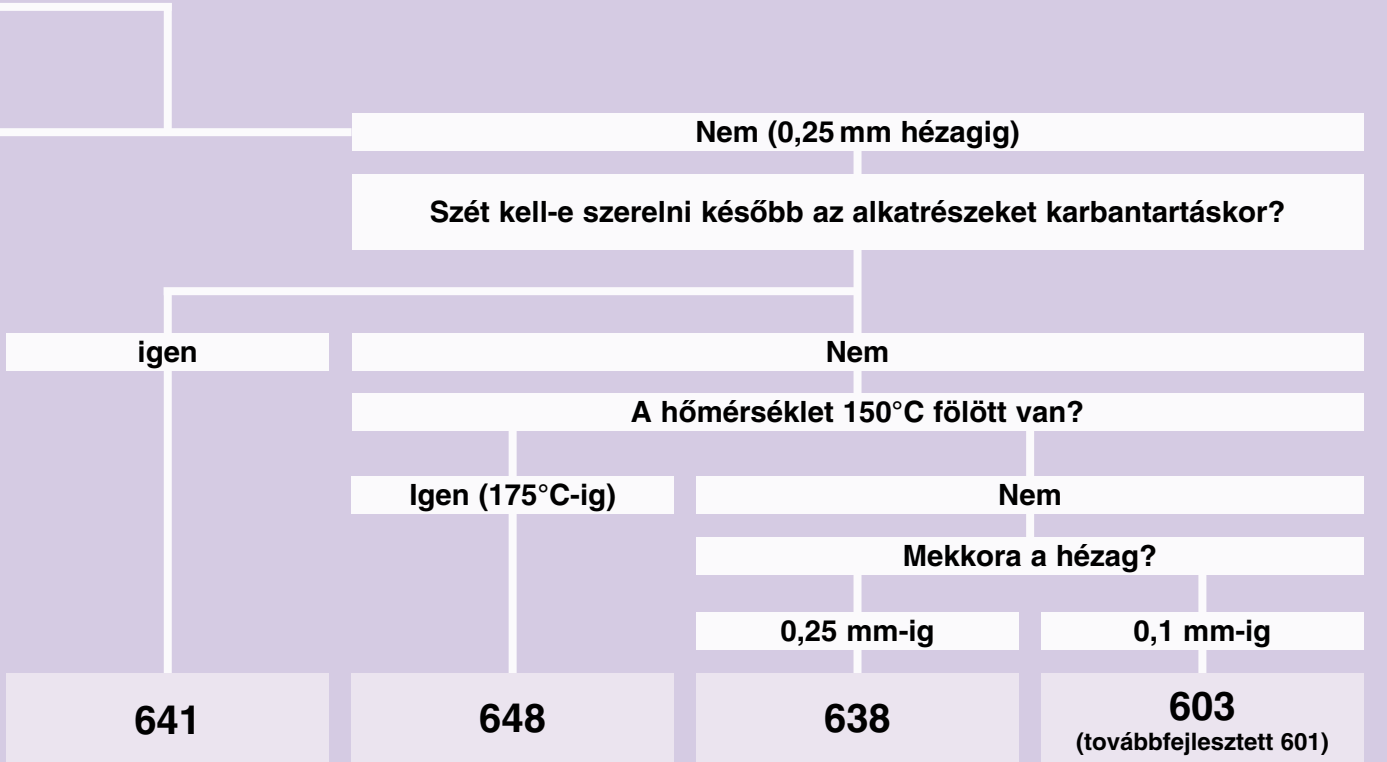 Nem (0,25 mm hézagig)
Szét kell-e szerelni később az alkatrészeket karbantartáskor?
igen
Nem
A hőmérséklet 150°C fölött van?
Igen (175°C-ig)
Nem
Mekkora a hézag?
0,25 mm-ig
0,1 mm-ig
641
648
638
603
(továbbfejlesztett 601)